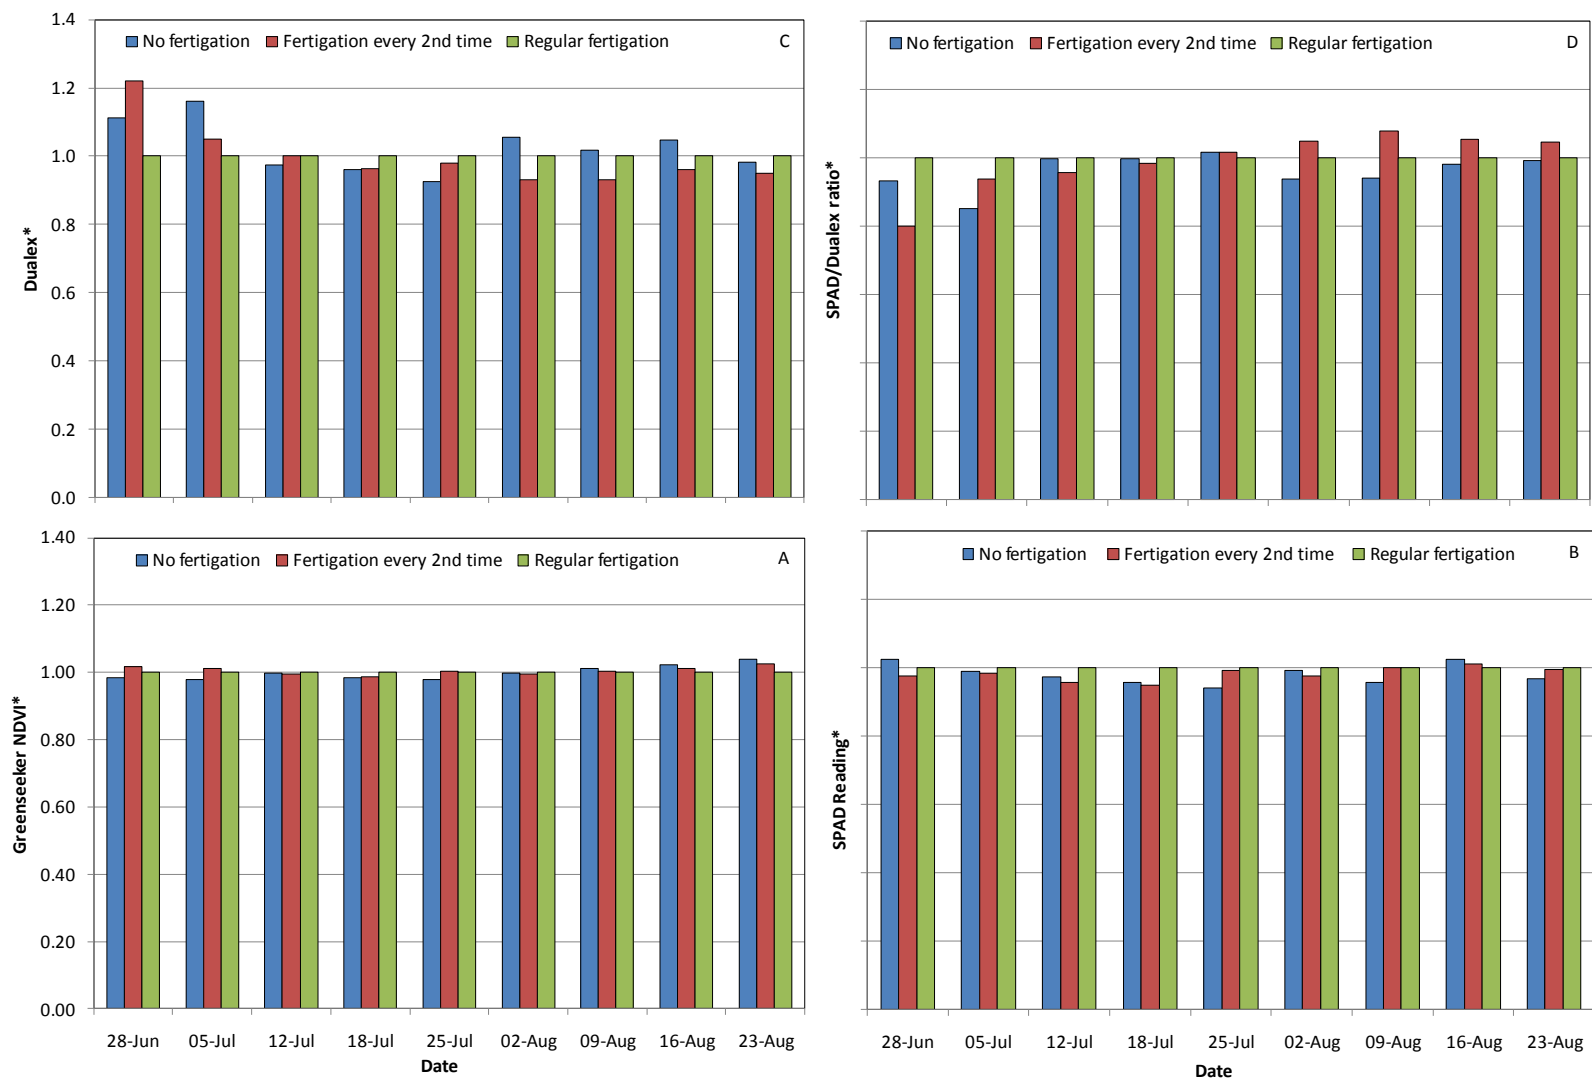 1.4
No fertigation Fertigation every 2nd time Regular fertigation C
1.2
1.0
0.8
0.6
0.4
0.2
0.0
Dualex*
No fertigation Fertigation every 2nd time Regular fertigation D
SPAD/Dualex ratio*
1.40
No fertigation Fertigation every 2nd time Regular fertigation A
1.20
1.00
0.80
0.60
0.40
0.20
0.00
Greenseeker NDVI*
28-Jun 05-Jul 12-Jul 18-Jul 25-Jul 02-Aug 09-Aug 16-Aug 23-Aug
Date
No fertigation Fertigation every 2nd time Regular fertigation B
SPAD Reading*
28-Jun 05-Jul 12-Jul 18-Jul 25-Jul 02-Aug 09-Aug 16-Aug 23-Aug
Date